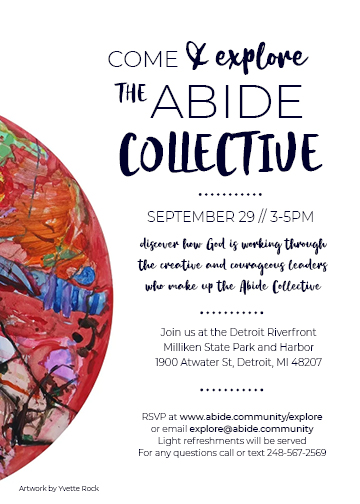 COME & explore
THE ABIDE
COLLECTIVE
SEPTEMBER 29 // 3-5PM
discover how God is working through
the creative and courageous leaders
who make up the Abide Collective
Join us at the Detroit Riverfront
Milliken State Park and Harbor
1900 Atwater St, Detroit, MI 48207
RSVP at www.abide.community/explore
or email explore@abide.community
Light refreshments will be served
For any questions call or text 248-567-2569
Artwork by Yvette Rock